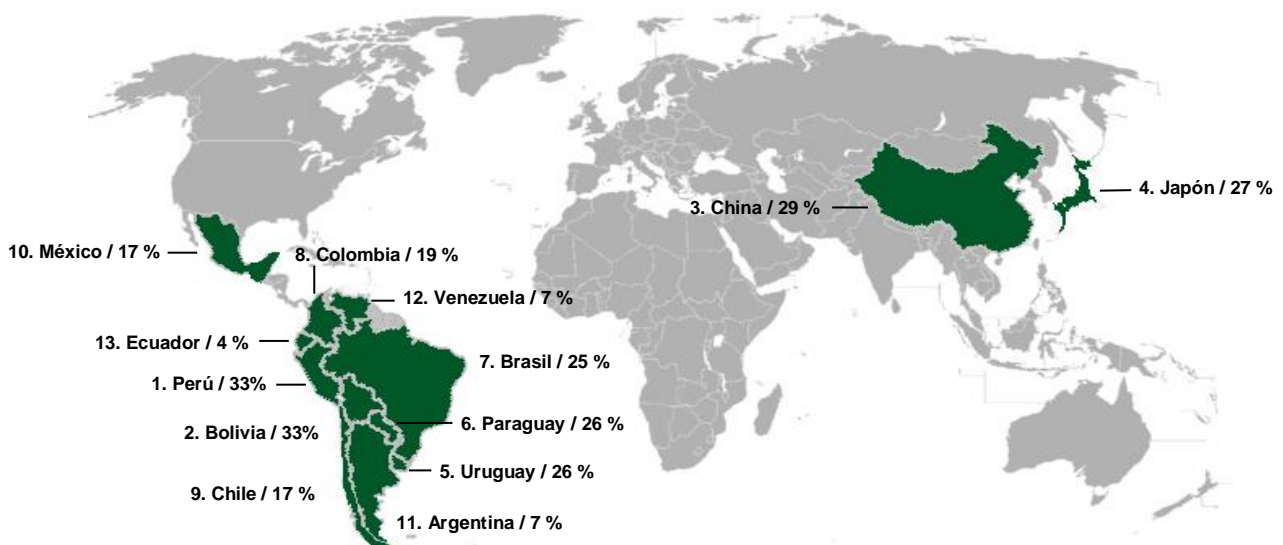 4. Japón / 27 %
3. China / 29 %
10. México / 17 %
8. Colombia / 19 %
12. Venezuela / 7 %
13. Ecuador / 4 %
7. Brasil / 25 %
1. Perú / 33%
6. Paraguay / 26 %
2. Bolivia / 33%
5. Uruguay / 26 %
9. Chile / 17 %
11. Argentina / 7 %